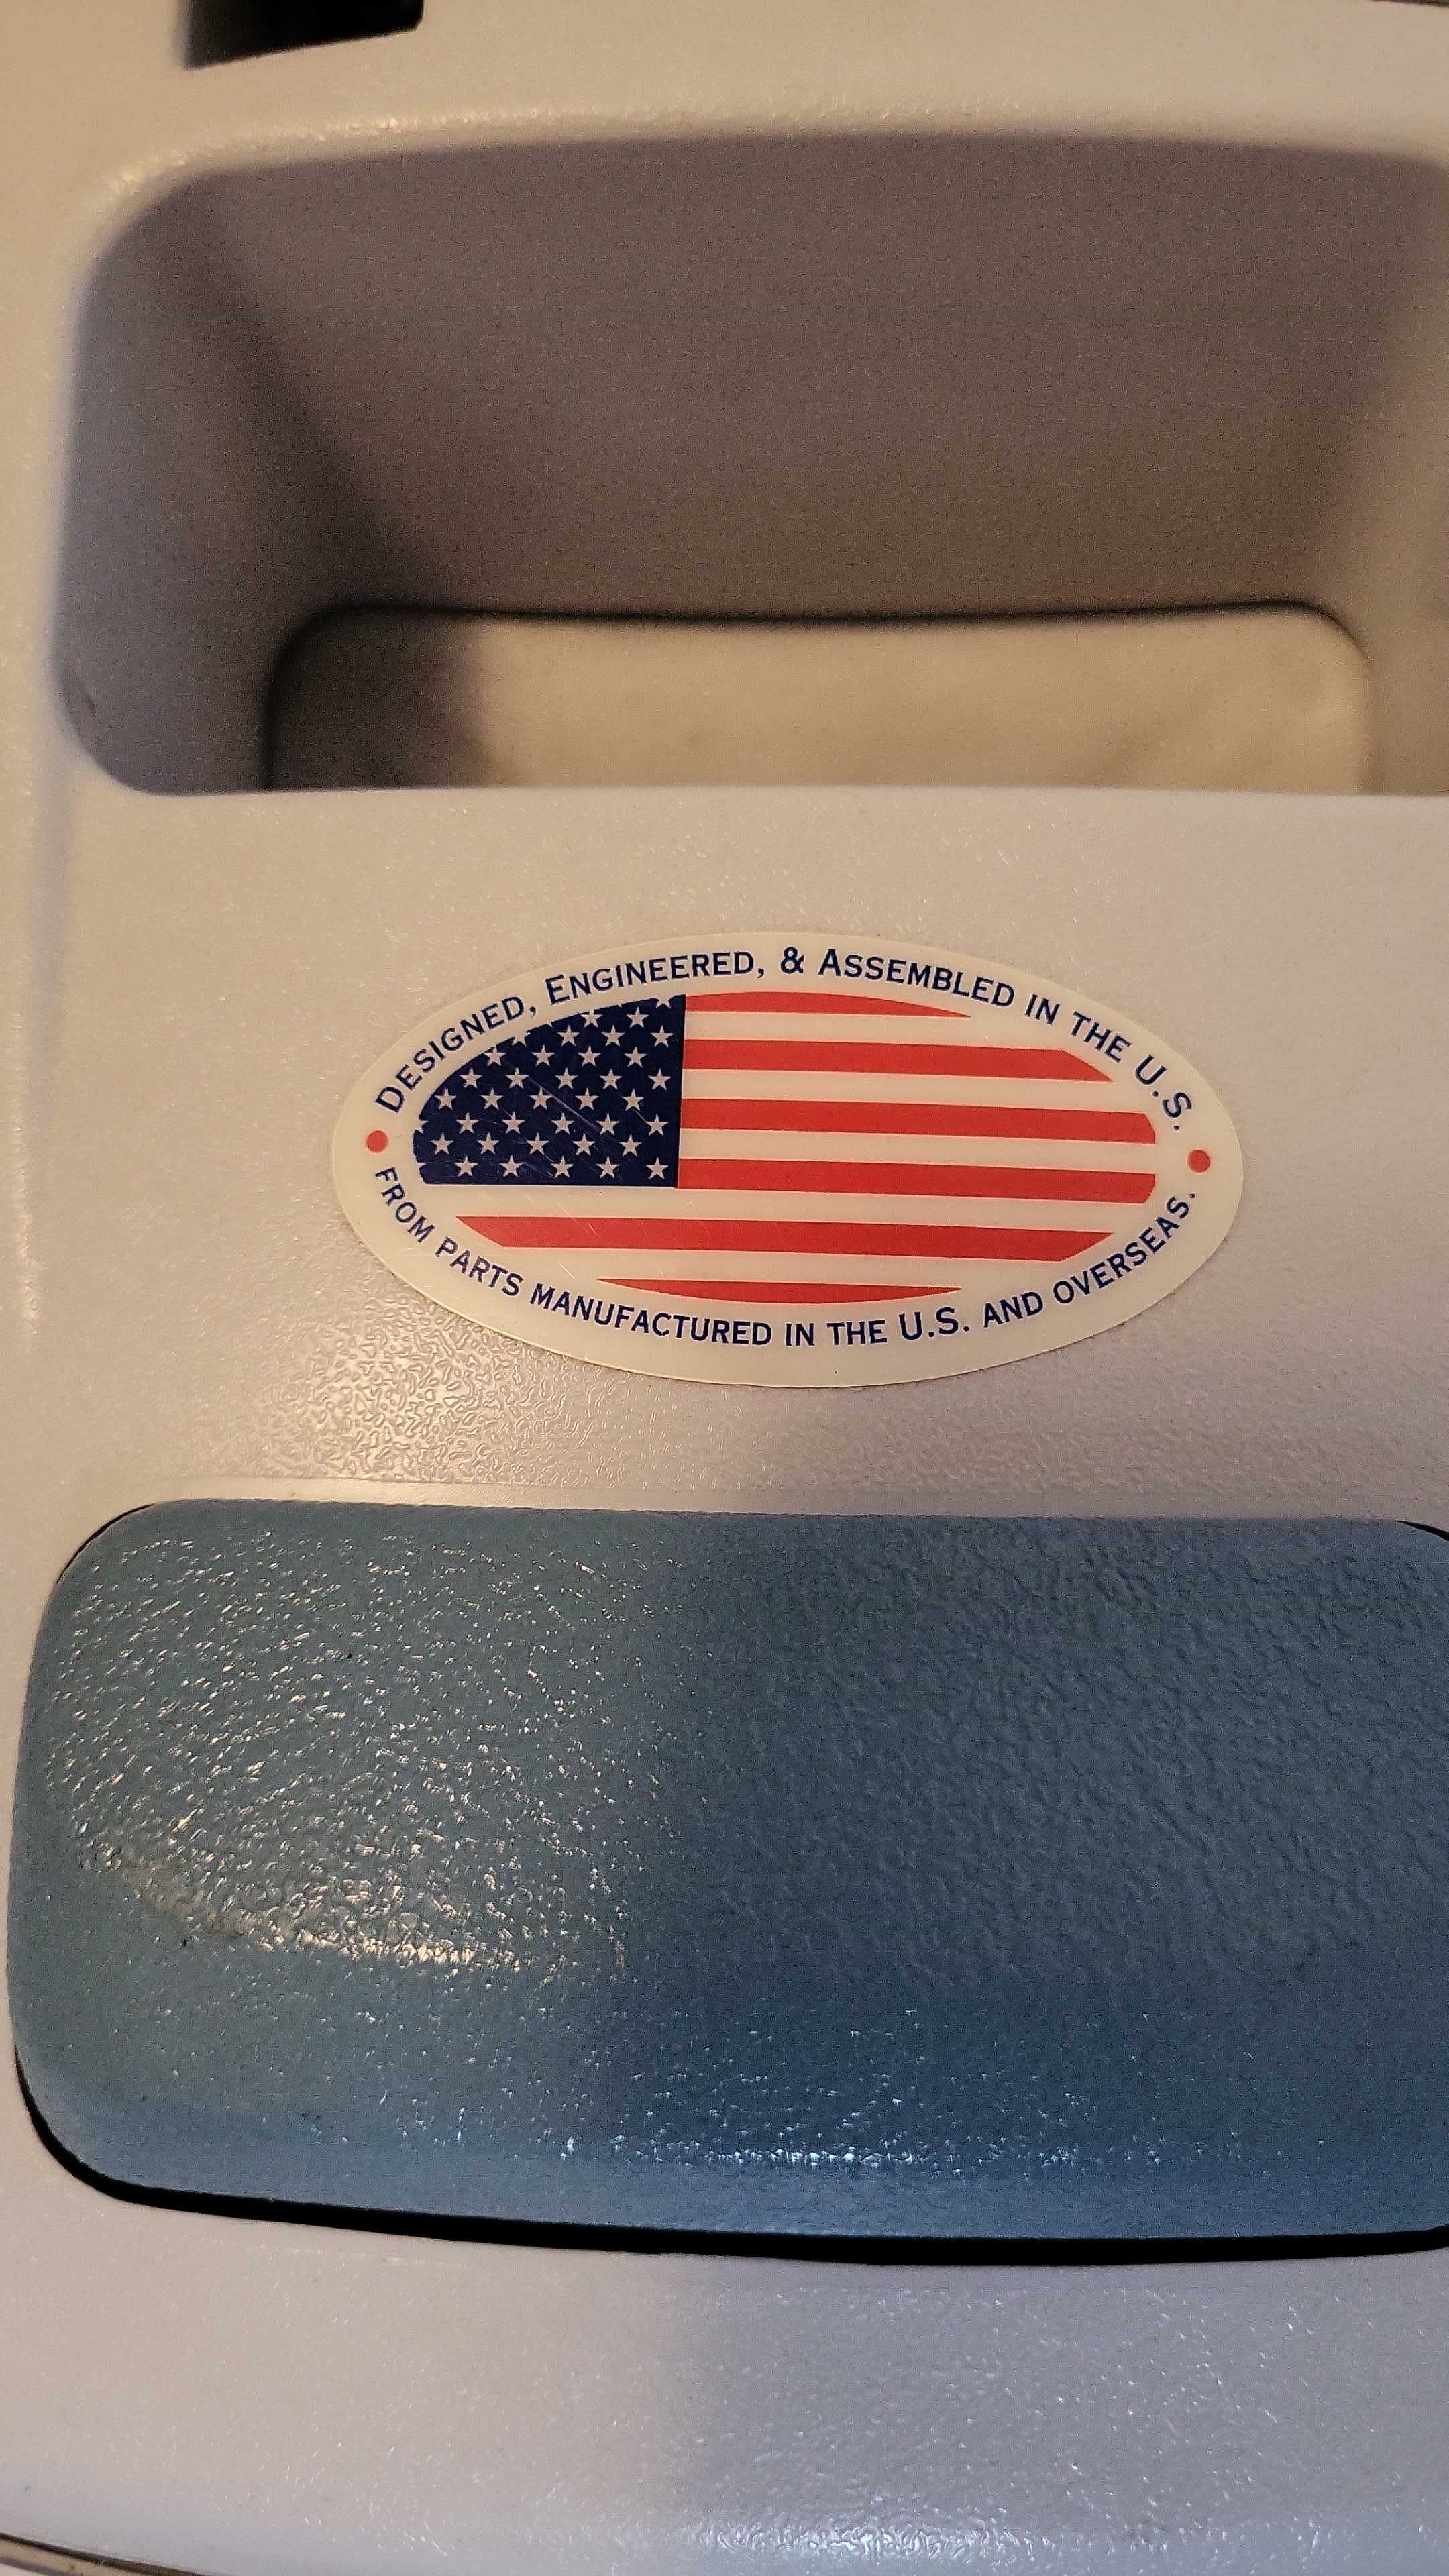 DESIGNED, ENGINEERED, & ASSEMBLED IN THE U.S.
FROM PARTS MANUFACTURED IN THE U.S. AND OVERSEAS.